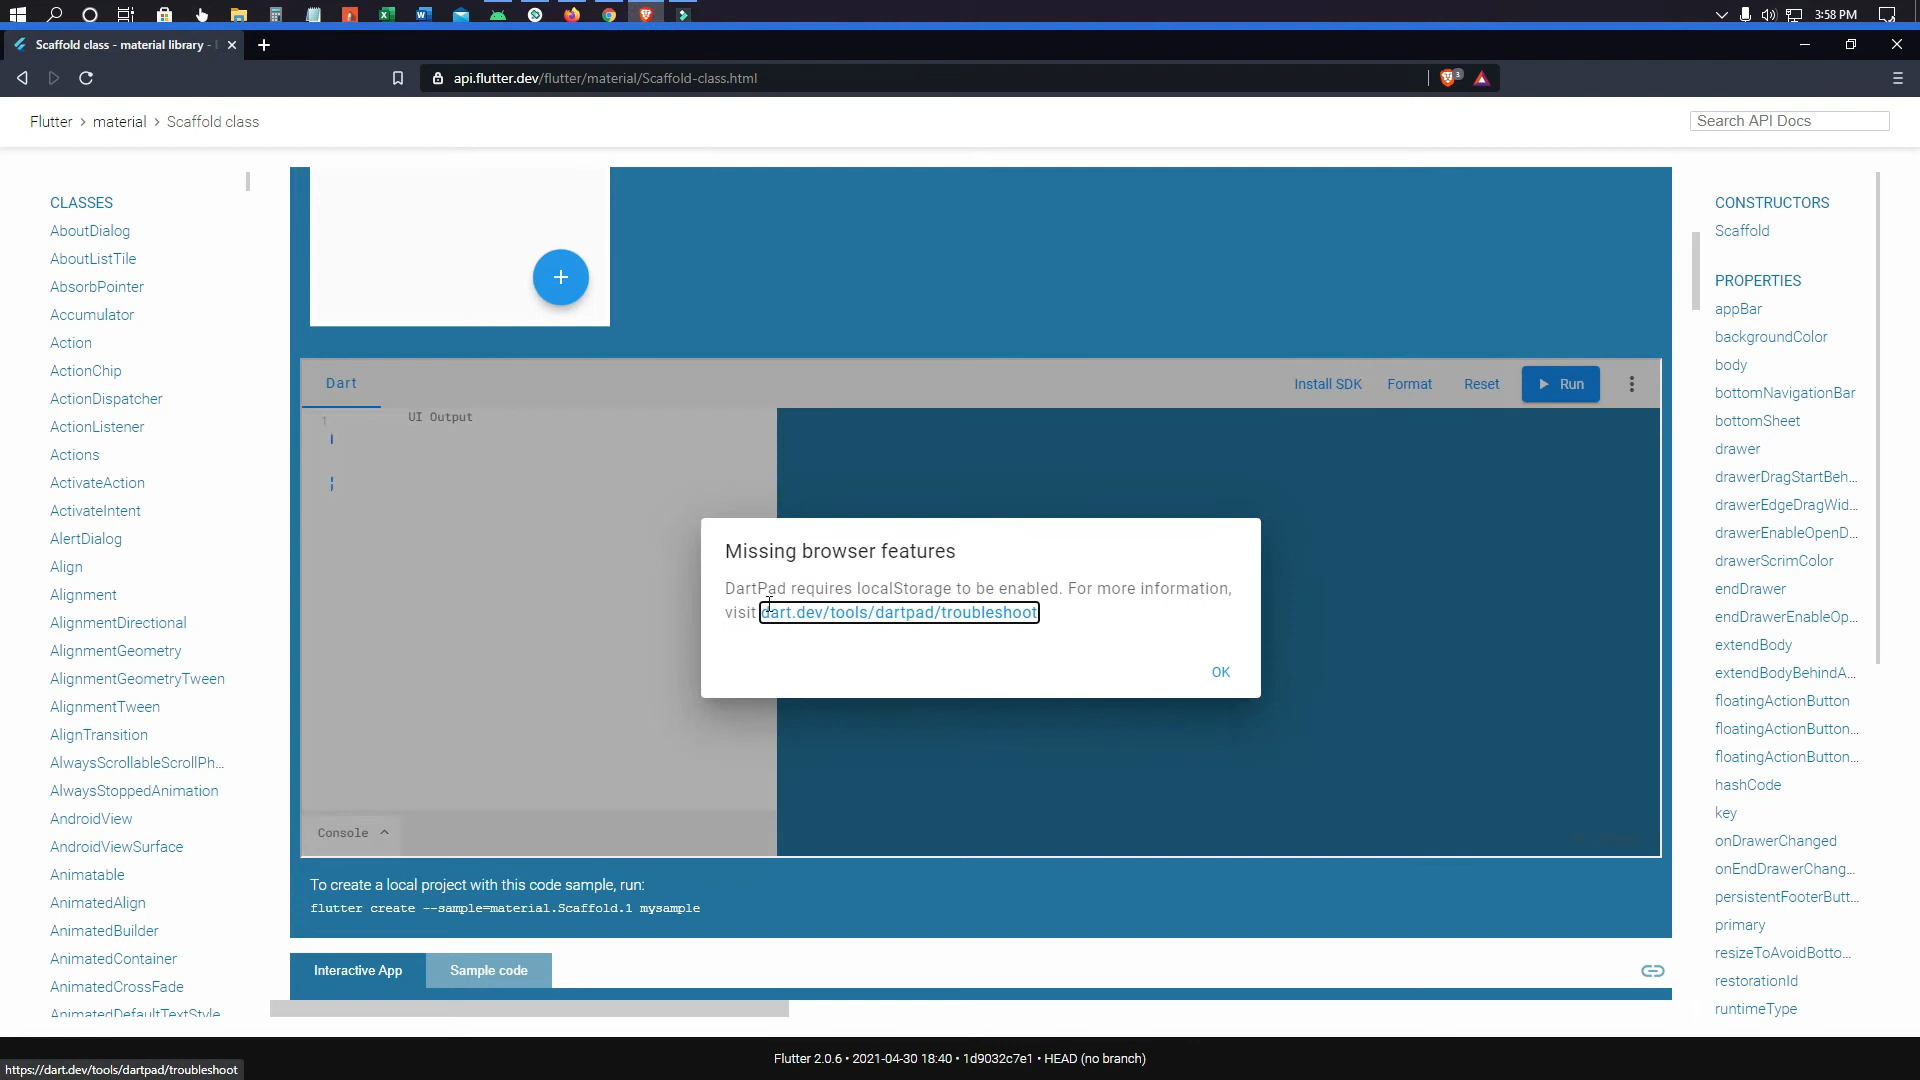 3:58 PM
Scaffold class - material library -
api.flutter.dev/flutter/material/Scaffold-class.html
3
Flutter > material > Scaffold class
Search API Docs
CLASSES
AboutDialog
AboutListTile
AbsorbPointer
Accumulator
Action
ActionChip
ActionDispatcher
ActionListener
Actions
ActivateAction
ActivateIntent
AlertDialog
Align
Alignment
AlignmentDirectional
AlignmentGeometry
AlignmentGeometryTween
AlignmentTween
AlignTransition
AlwaysScrollableScrollPh...
AlwaysStoppedAnimation
AndroidView
AndroidViewSurface
Animatable
AnimatedAlign
AnimatedBuilder
AnimatedContainer
AnimatedCrossFade
AnimatedDefaultTextStyle
Dart
Install SDK
Format
Reset
Run
1
UI Output
Missing browser features
DartPad requires localStorage to be enabled. For more information,
visit dart.dev/tools/dartpad/troubleshoot
OK
Console
To create a local project with this code sample, run:
flutter create --sample=material.Scaffold.1 mysample
Interactive App
Sample code
CONSTRUCTORS
Scaffold
PROPERTIES
appBar
backgroundColor
body
bottomNavigationBar
bottomSheet
drawer
drawerDragStartBeh...
drawerEdgeDragWid...
drawerEnableOpenD...
drawerScrimColor
endDrawer
endDrawerEnableOp...
extendBody
extendBodyBehindA...
floatingActionButton
floatingActionButton...
floatingActionButton...
hashCode
key
onDrawerChanged
onEndDrawerChang...
persistentFooterButt...
primary
resizeToAvoidBotto...
restorationId
runtimeType
Flutter 2.0.6 • 2021-04-30 18:40 • 1d9032c7e1 • HEAD (no branch)
https://dart.dev/tools/dartpad/troubleshoot